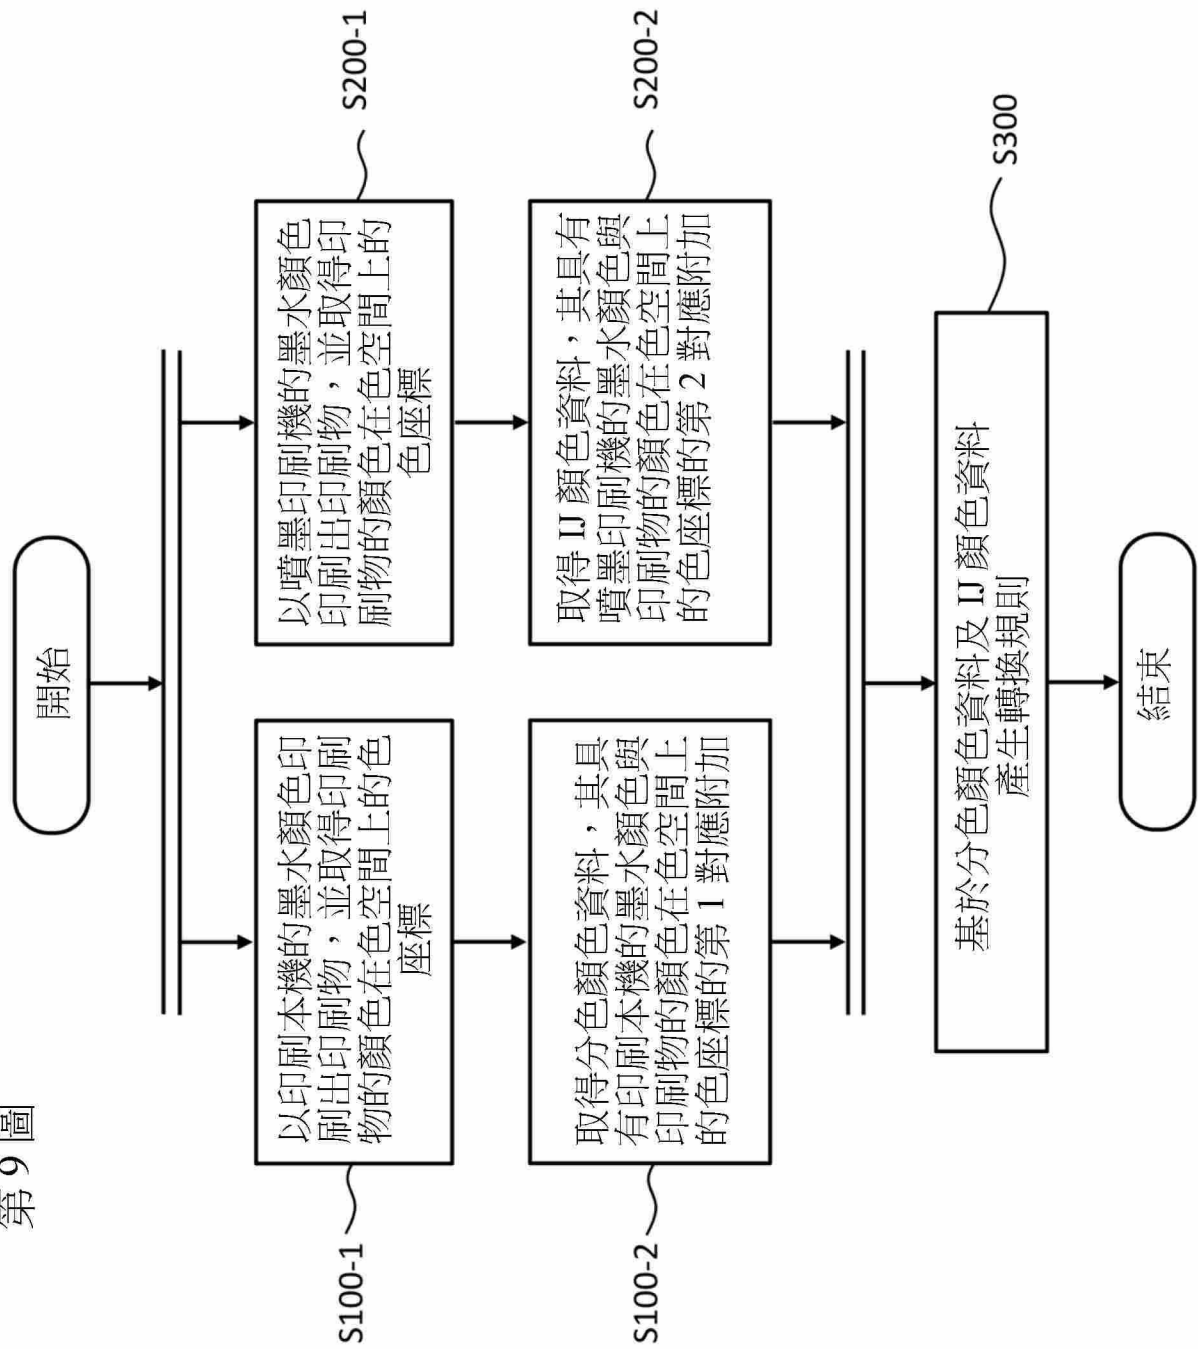 第 9 圖
開始
S100-1
以印刷本機的墨水顏色印
刷出印刷物，並取得印刷
物的顏色在色空間上的色
座標
S200-1
以噴墨印刷機的墨水顏色
印刷出印刷物，並取得印
刷物的顏色在色空間上的
色座標
S100-2
取得分色顏色資料，其具
有印刷本機的墨水顏色與
印刷物的顏色在色空間上
的色座標的第 1 對應附加
S200-2
取得 IJ 顏色資料，其具有
噴墨印刷機的墨水顏色與
印刷物的顏色在色空間上
的色座標的第 2 對應附加
S300
基於分色顏色資料及 IJ 顏色資料
產生轉換規則
結束